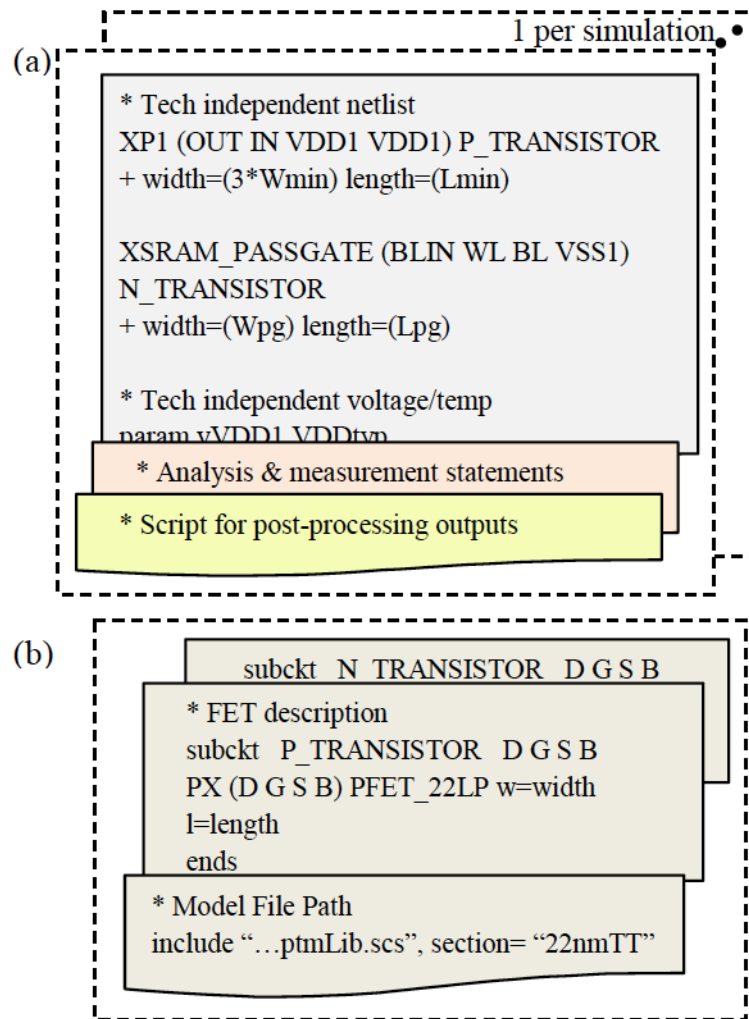 1 per simulation
(a)
* Tech independent netlist
XP1 (OUT IN VDD1 VDD1) P_TRANSISTOR
+ width=(3*Wmin) length=(Lmin)
XSRAM_PASSGATE (BLIN WL BL VSS1)
N_TRANSISTOR
+ width=(Wpg) length=(Lpg)
* Tech independent voltage/temp
param vVDD1 VDDtyp
* Analysis & measurement statements
* Script for post-processing outputs
(b)
subckt N_TRANSISTOR D G S B
* FET description
subckt P_TRANSISTOR D G S B
PX (D G S B) PFET_22LP w=width
l=length
ends
* Model File Path
include “…ptmLib.scs”, section= “22nmTT”